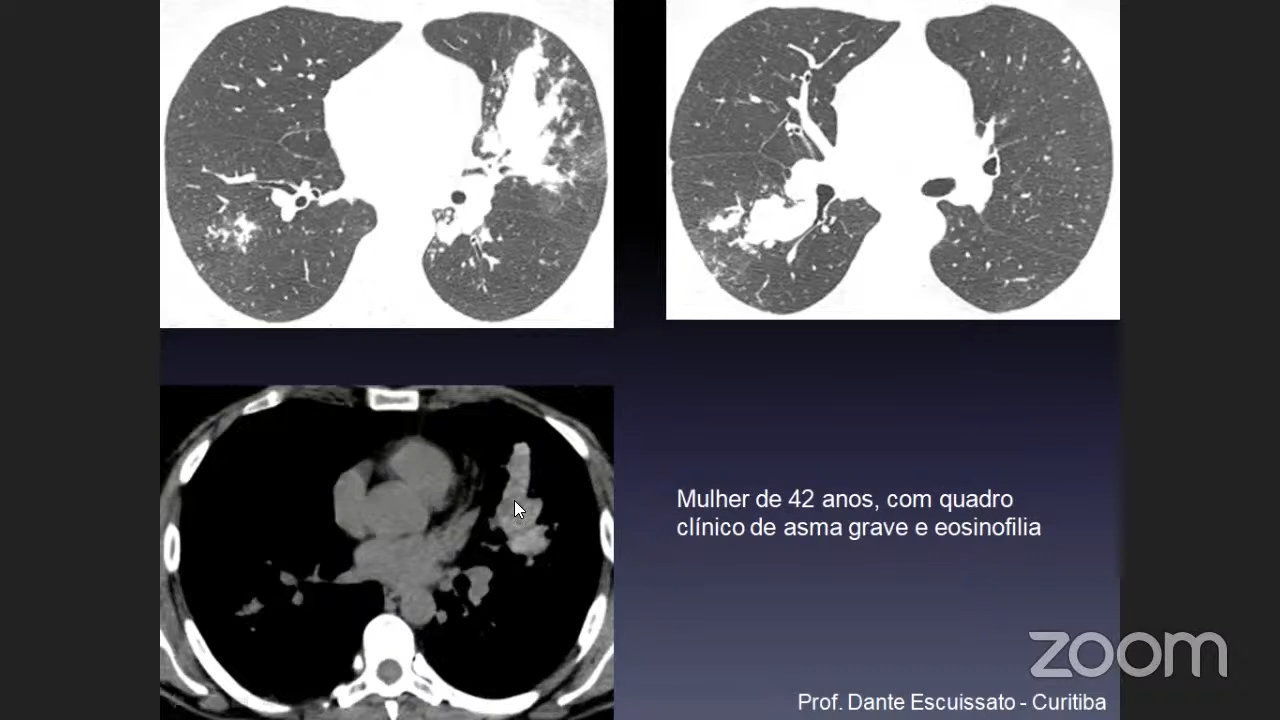 Mulher de 42 anos, com quadro
clínico de asma grave e eosinofilia
zoom
Prof. Dante Escuissato - Curitiba